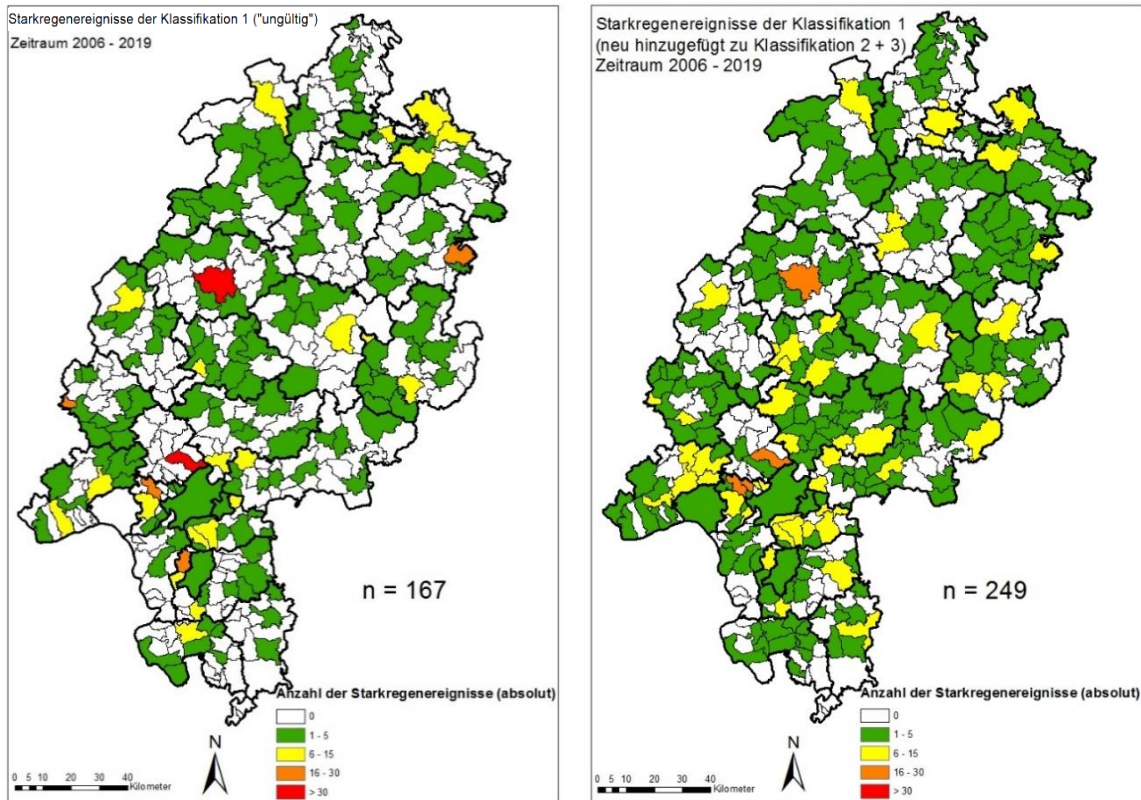 Starkregenereignisse der Klassifikation 1 ("ungültig")
Zeitraum 2006 - 2019
n = 167
Anzahl der Starkregenereignisse (absolut)
0
1 - 5
6 - 15
16 - 30
> 30
N
0 5 10 20 30 40
Kilometer
Starkregenereignisse der Klassifikation 1
(neu hinzugefügt zu Klassifikation 2 + 3)
Zeitraum 2006 - 2019
n = 249
Anzahl der Starkregenereignisse (absolut)
0
1 - 5
6 - 15
16 - 30
> 30
N
0 5 10 20 30 40
Kilometer